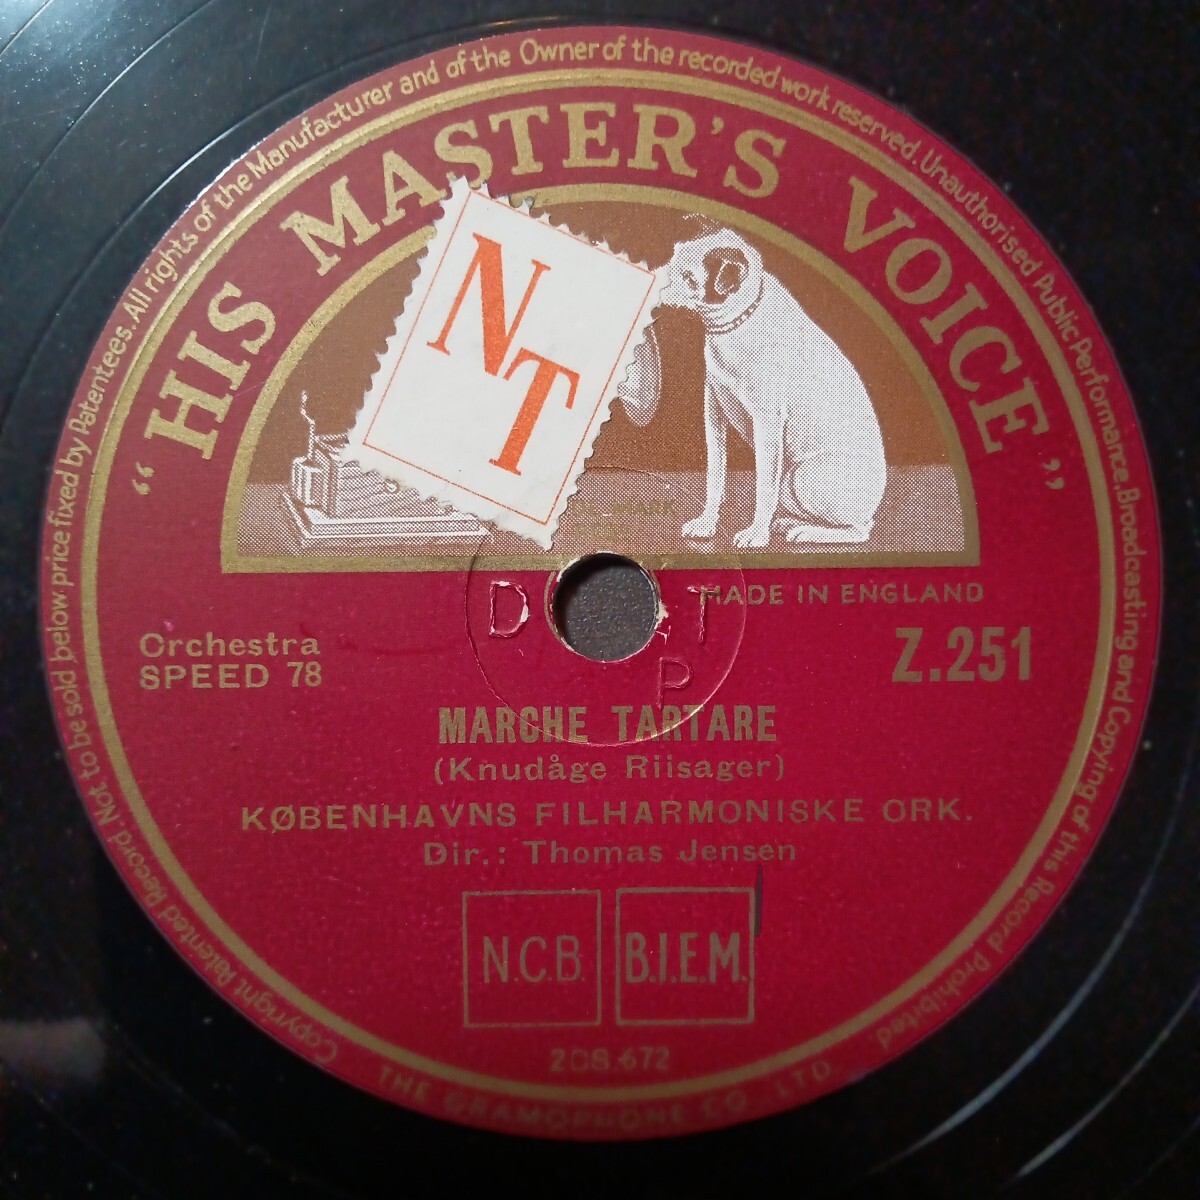 Copyright. Patented Record. Not to be sold below price fixed by Patentees. All rights of the Manufacturer and of the Owner of the recorded work reserved. Unauthorised Public Performance. Broadcasting and Copying of this Record Prohibited.
"HIS MASTER'S VOICE"
NT
MARK
MADE IN ENGLAND
D T
P
Orchestra
SPEED 78
Z.251
MARCHE TARTARE
(Knudåge Riisager)
KØBENHAVNS FILHARMONISKE ORK.
Dir.: Thomas Jensen
N.C.B.
B.I.E.M.
2CS.672
THE GRAMOPHONE CO. LTD.